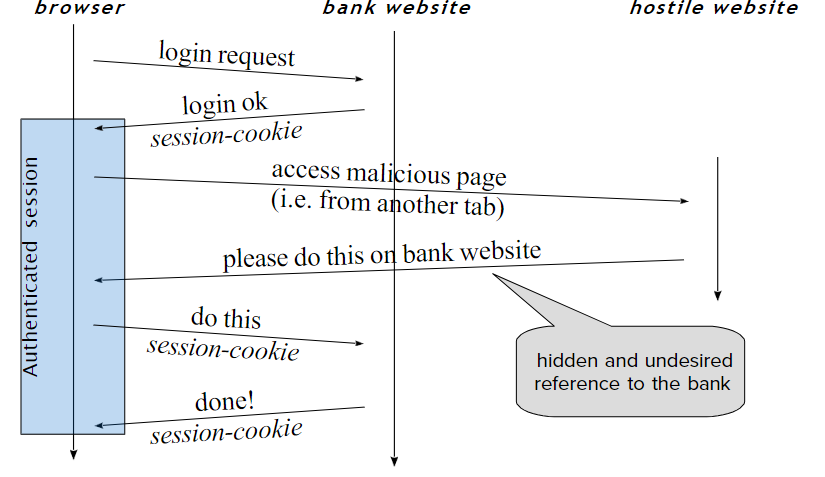 browser
bank website
hostile website
login request
login ok
session-cookie
Authenticated session
access malicious page
(i.e. from another tab)
please do this on bank website
do this
session-cookie
hidden and undesired
reference to the bank
done!
session-cookie